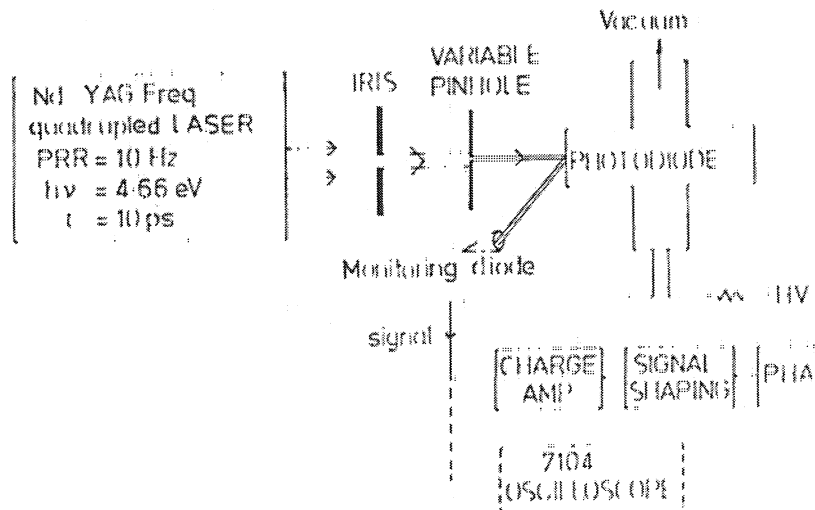 Vacuum
VARIABLE
PINHOLE
IRIS
Nd YAG Freq
quadrupled LASER
PRR = 10 Hz
hν = 4.66 eV
t = 10 ps
PHOTODIODE
Monitoring diode
HV
signal
CHARGE
AMP
SIGNAL
SHAPING
PHA
7104
OSCILLOSCOPE